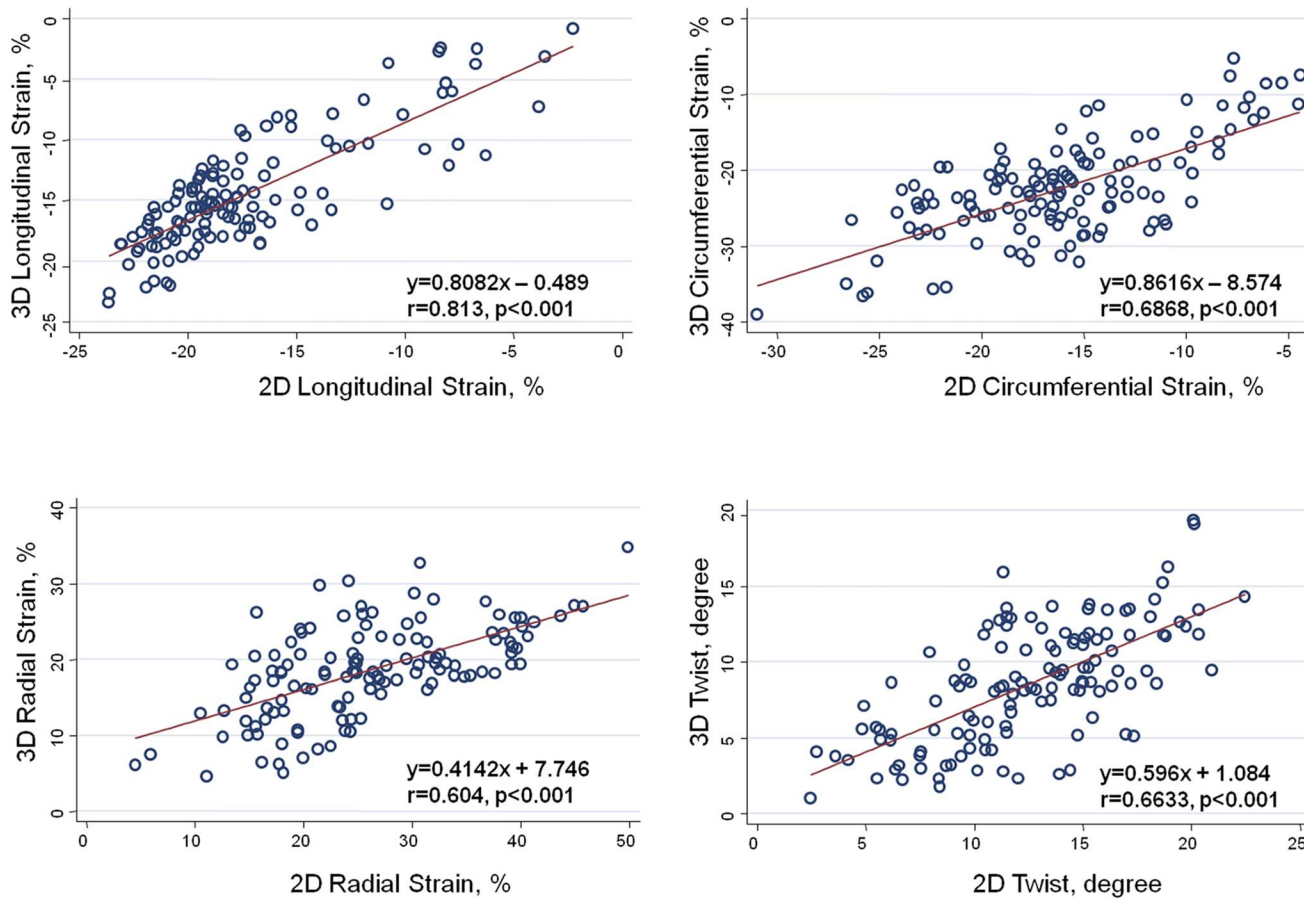 3D Longitudinal Strain, %
0
-5
-10
-15
-20
-25
y=0.8082x – 0.489
r=0.813, p<0.001
-25 -20 -15 -10 -5 0
2D Longitudinal Strain, %
3D Circumferential Strain, %
0
-10
-20
-30
-40
y=0.8616x – 8.574
r=0.6868, p<0.001
-30 -25 -20 -15 -10 -5
2D Circumferential Strain, %
3D Radial Strain, %
40
30
20
10
0
y=0.4142x + 7.746
r=0.604, p<0.001
0 10 20 30 40 50
2D Radial Strain, %
3D Twist, degree
20
15
10
5
0
y=0.596x + 1.084
r=0.6633, p<0.001
0 5 10 15 20 25
2D Twist, degree